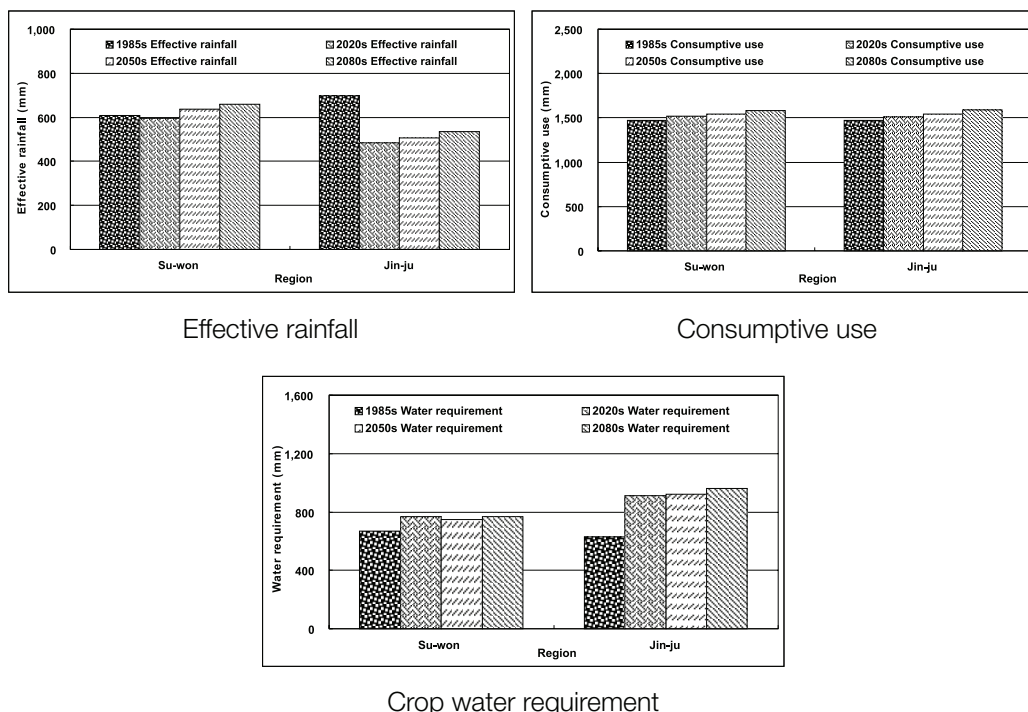 1,000
800
600
400
200
0
Effective rainfall (mm)
1985s Effective rainfall
2020s Effective rainfall
2050s Effective rainfall
2080s Effective rainfall
Su-won
Jin-ju
Region
Effective rainfall
2,500
2,000
1,500
1,000
500
0
Consumptive use (mm)
1985s Consumptive use
2020s Consumptive use
2050s Consumptive use
2080s Consumptive use
Su-won
Jin-ju
Region
Consumptive use
1,600
1,200
800
400
0
Water requirement (mm)
1985s Water requirement
2020s Water requirement
2050s Water requirement
2080s Water requirement
Su-won
Jin-ju
Region
Crop water requirement